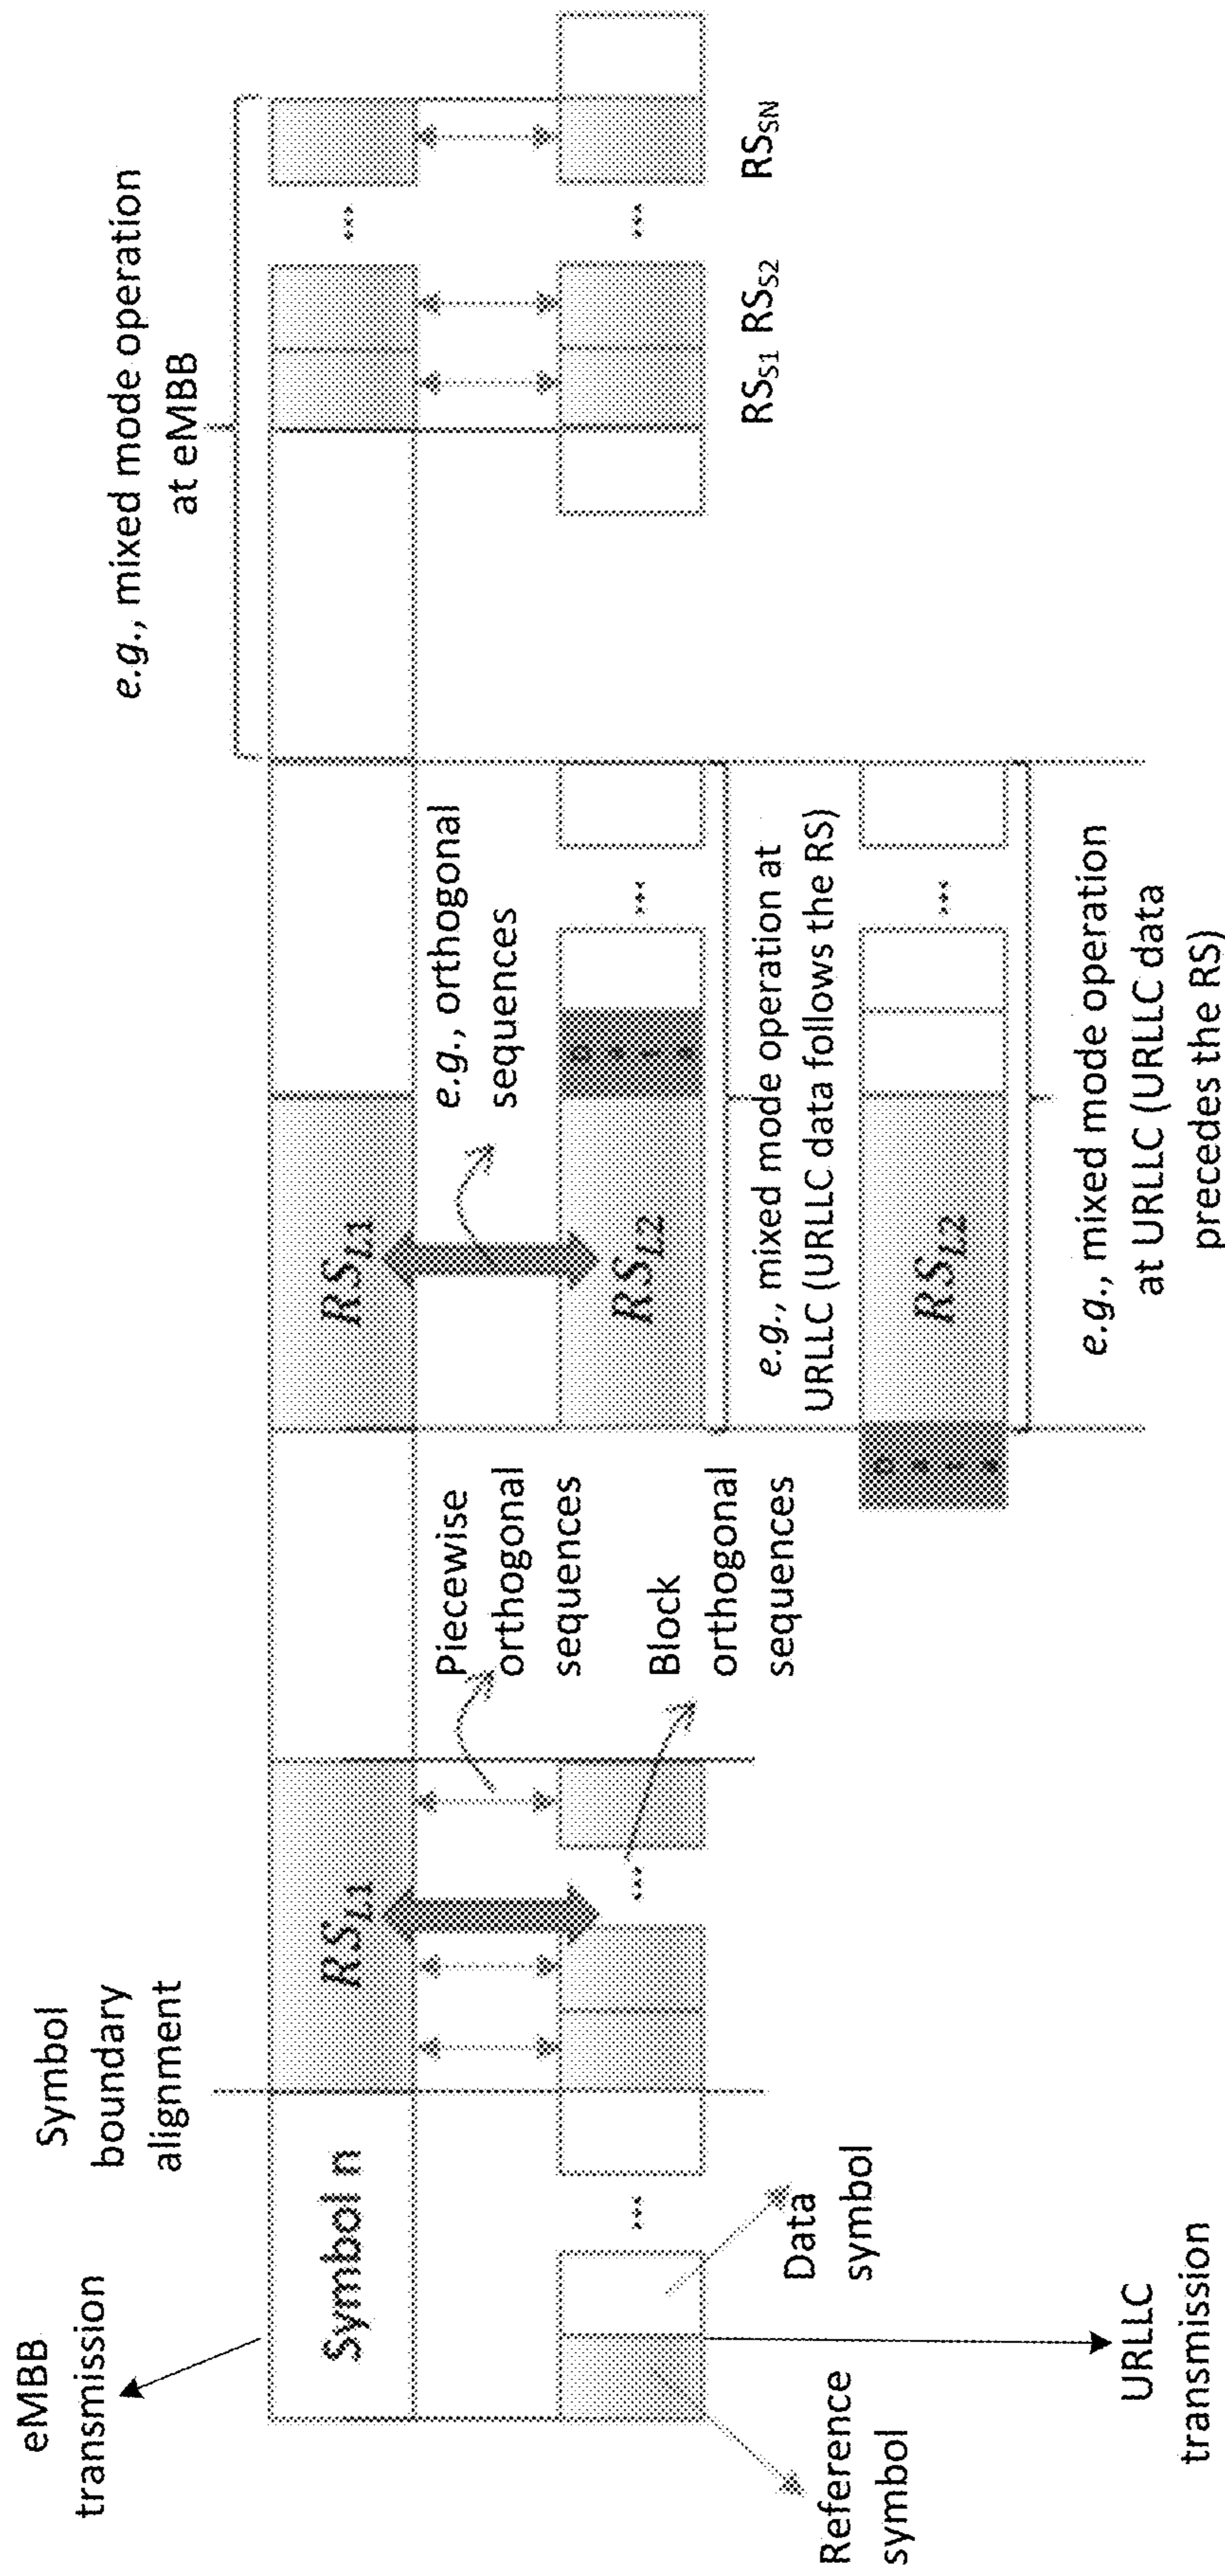 eMBB
transmission
Symbol
boundary
alignment
e.g., mixed mode operation
at eMBB
Symbol n
RS_L1
RS_L1
Piecewise
orthogonal
sequences
e.g., orthogonal
sequences
...
...
...
...
...
RS_L2
Block
orthogonal
sequences
Reference
symbol
Data
symbol
RS_S1 RS_S2
RS_SN
e.g., mixed mode operation at
URLLC (URLLC data follows the RS)
RS_L2
...
URLLC
transmission
e.g., mixed mode operation
at URLLC (URLLC data
precedes the RS)